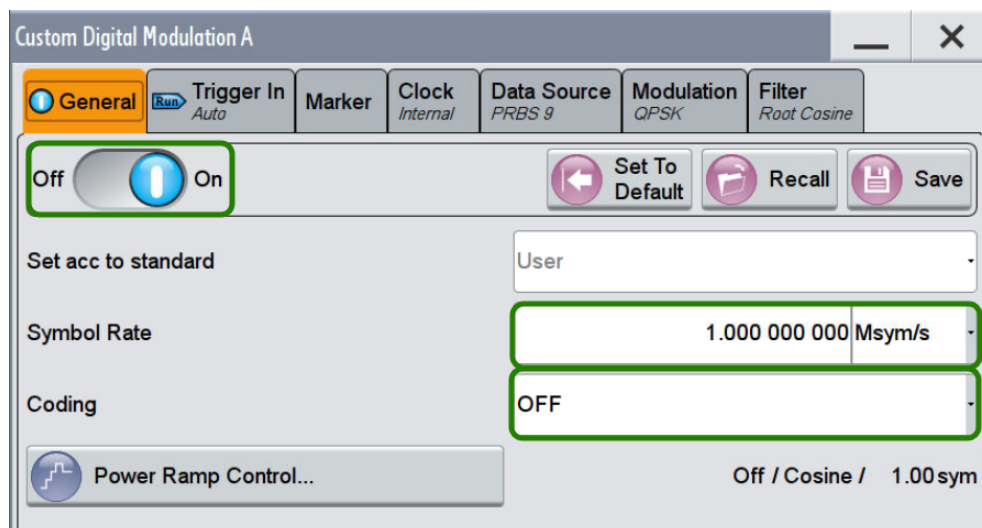 Custom Digital Modulation A
General
Run
Trigger In
Auto
Marker
Clock
Internal
Data Source
PRBS 9
Modulation
QPSK
Filter
Root Cosine
Off On
Set To
Default
Recall
Save
Set acc to standard
User
Symbol Rate
1.000 000 000 Msym/s
Coding
OFF
Power Ramp Control...
Off / Cosine / 1.00 sym